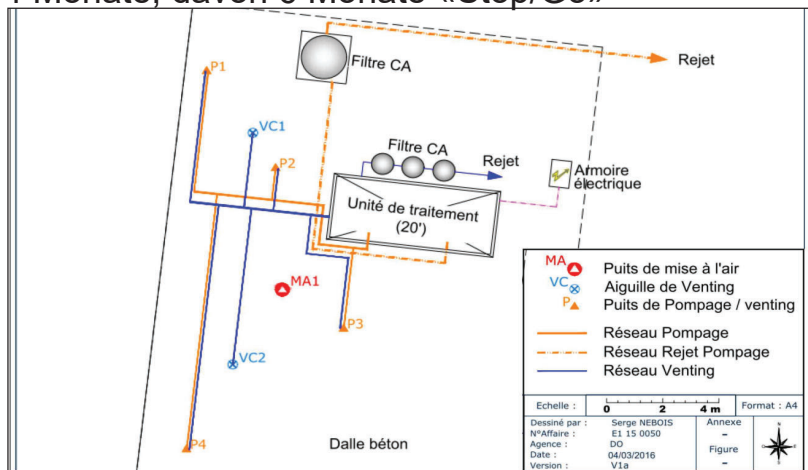 4 Monate, davon 3 Monate «Stop/Go»
Filtre CA
Rejet
P1
VC1
P2
Filtre CA
Rejet
Armoire
électrique
Unité de traitement
(20')
MA1
P3
VC2
P4
Dalle béton
MA Puits de mise à l'air
VC Aiguille de Venting
P Puits de Pompage / venting
Réseau Pompage
Réseau Rejet Pompage
Réseau Venting
Echelle : 0 2 4 m Format : A4
Dessiné par : Serge NEBOIS
N°Affaire : E1 15 0050
Agence : DO
Date : 04/03/2016
Version : V1a
Annexe
-
Figure
-
N